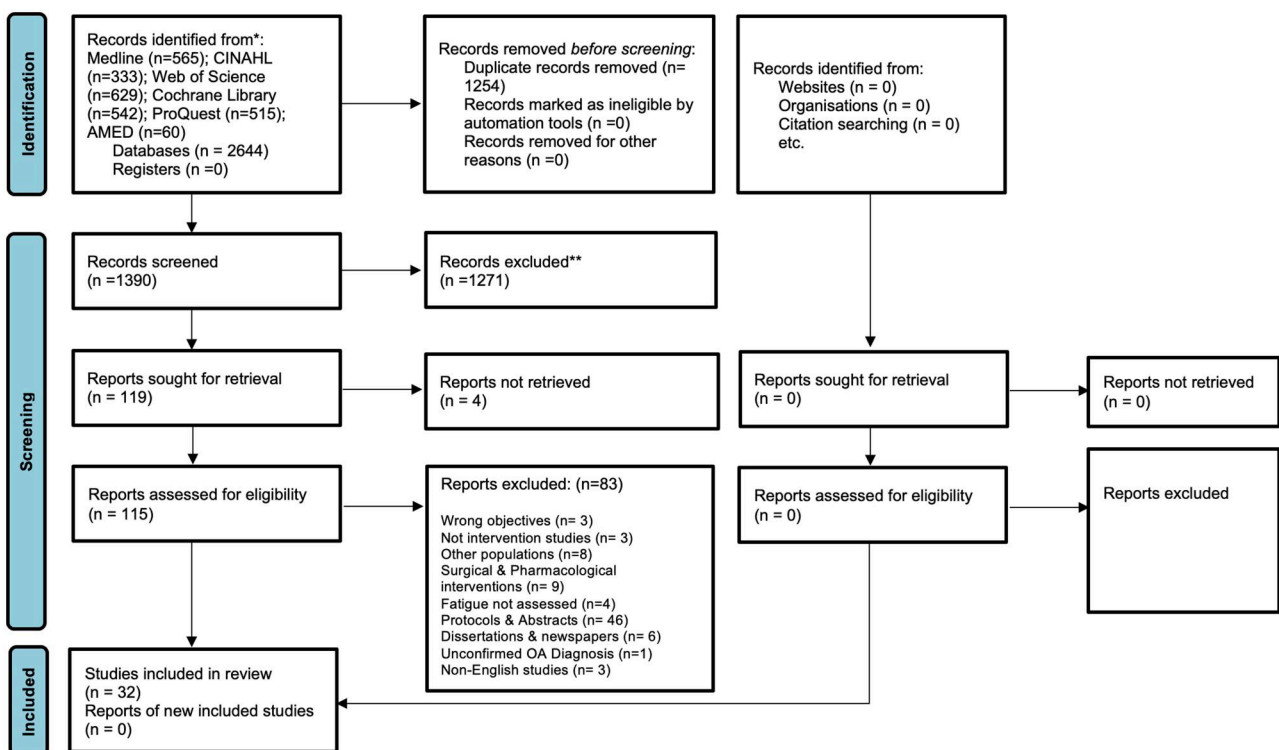 Identification
Records identified from*:
Medline (n=565); CINAHL
(n=333); Web of Science
(n=629); Cochrane Library
(n=542); ProQuest (n=515);
AMED (n=60)
Databases (n = 2644)
Registers (n =0)
Records removed before screening:
Duplicate records removed (n=
1254)
Records marked as ineligible by
automation tools (n =0)
Records removed for other
reasons (n =0)
Records identified from:
Websites (n = 0)
Organisations (n = 0)
Citation searching (n = 0)
etc.
Screening
Records screened
(n =1390)
Records excluded**
(n =1271)
Reports sought for retrieval
(n = 119)
Reports not retrieved
(n = 4)
Reports sought for retrieval
(n = 0)
Reports not retrieved
(n = 0)
Reports assessed for eligibility
(n = 115)
Reports excluded: (n=83)
Wrong objectives (n= 3)
Not intervention studies (n= 3)
Other populations (n=8)
Surgical & Pharmacological
interventions (n= 9)
Fatigue not assessed (n=4)
Protocols & Abstracts (n= 46)
Dissertations & newspapers (n= 6)
Unconfirmed OA Diagnosis (n=1)
Non-English studies (n= 3)
Reports assessed for eligibility
(n = 0)
Reports excluded
Included
Studies included in review
(n = 32)
Reports of new included studies
(n = 0)